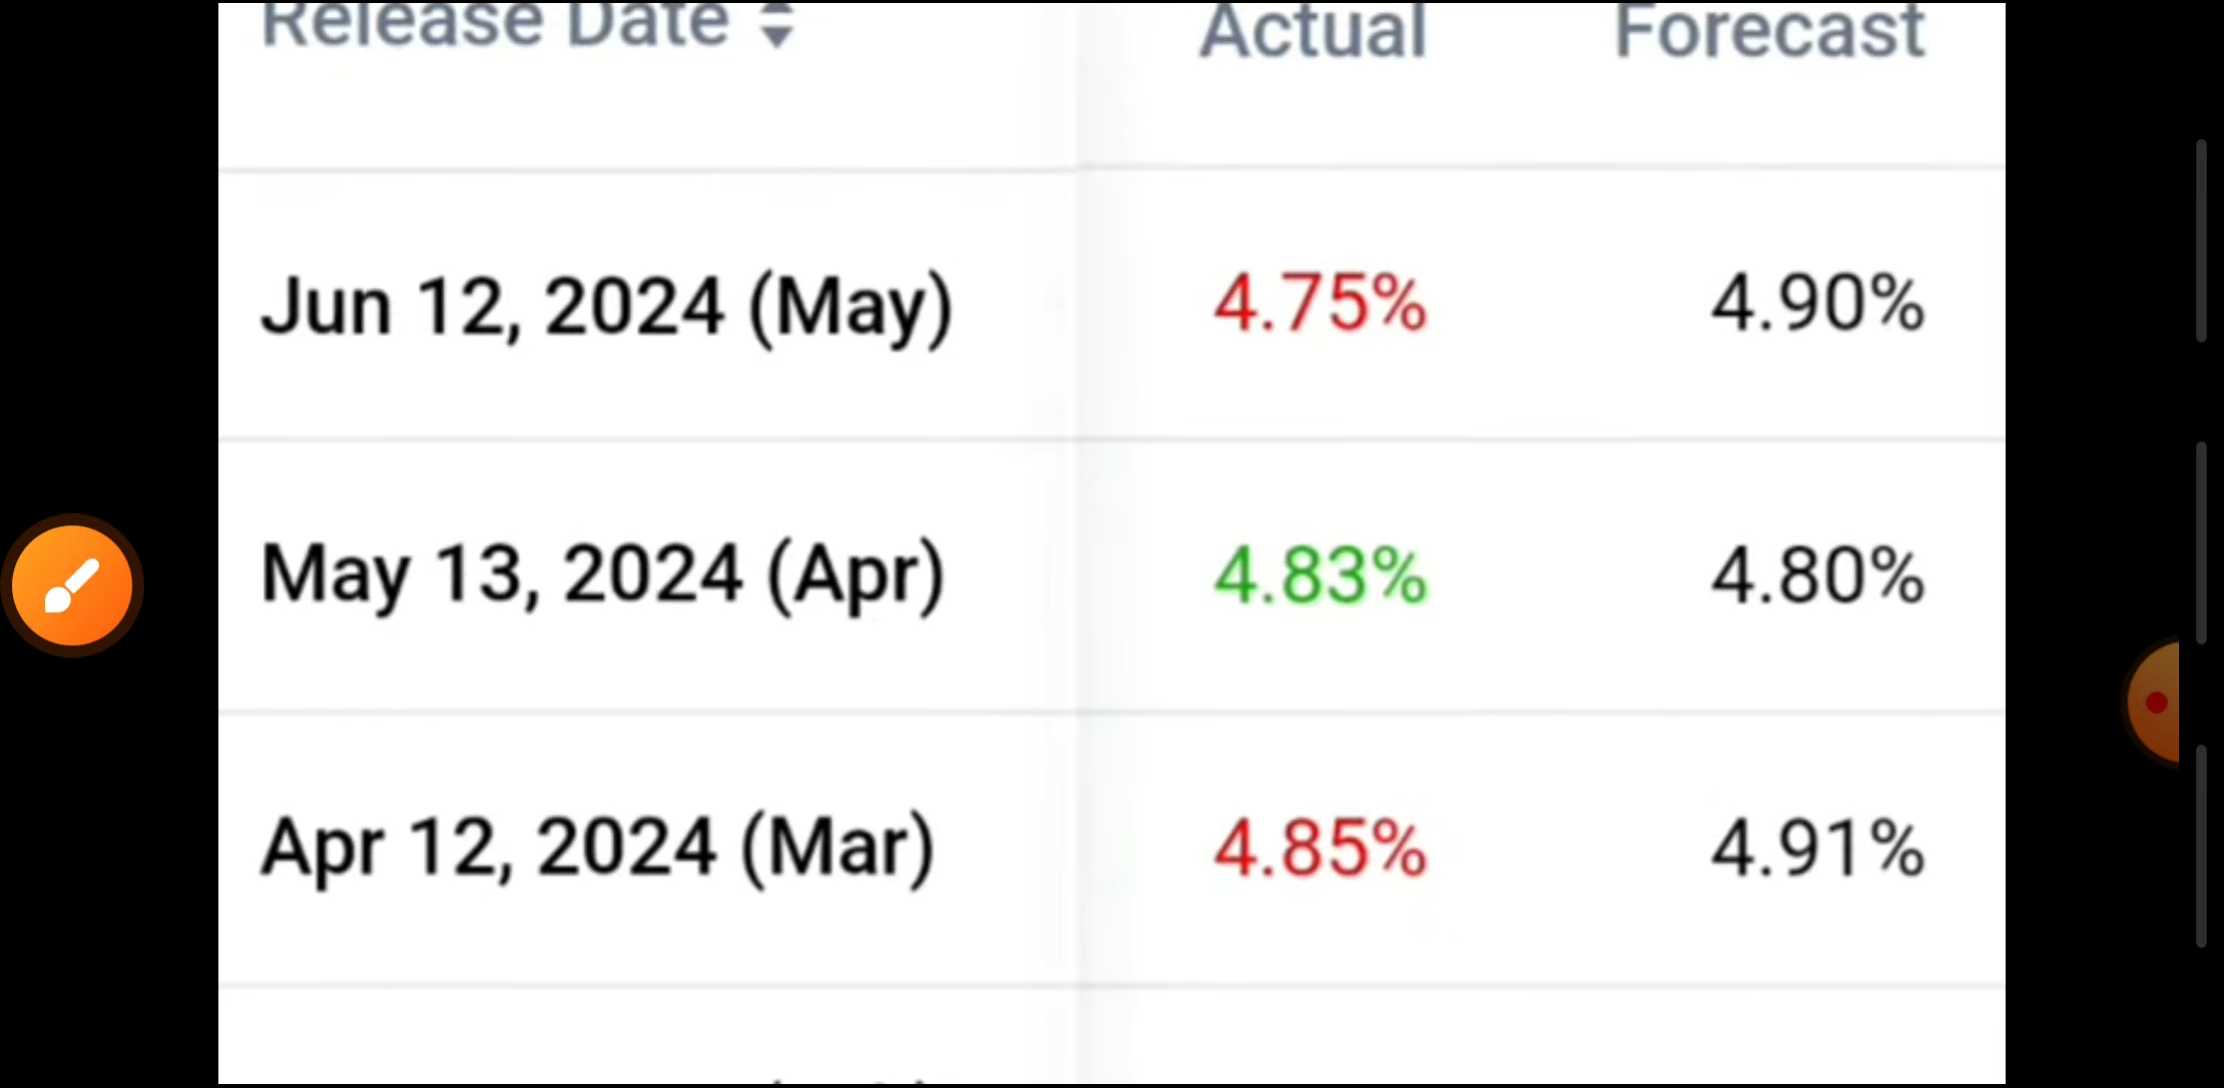 Release Date Actual Forecast
Jun 12, 2024 (May) 4.75% 4.90%
May 13, 2024 (Apr) 4.83% 4.80%
Apr 12, 2024 (Mar) 4.85% 4.91%